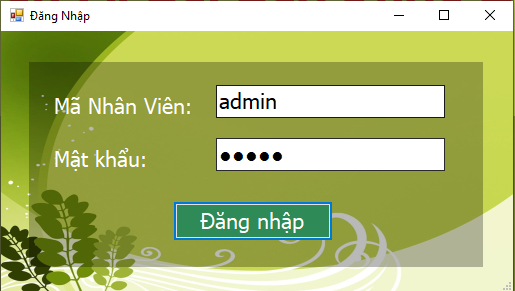 Đăng Nhập
Mã Nhân Viên: admin
Mật khẩu: ●●●●●
Đăng nhập